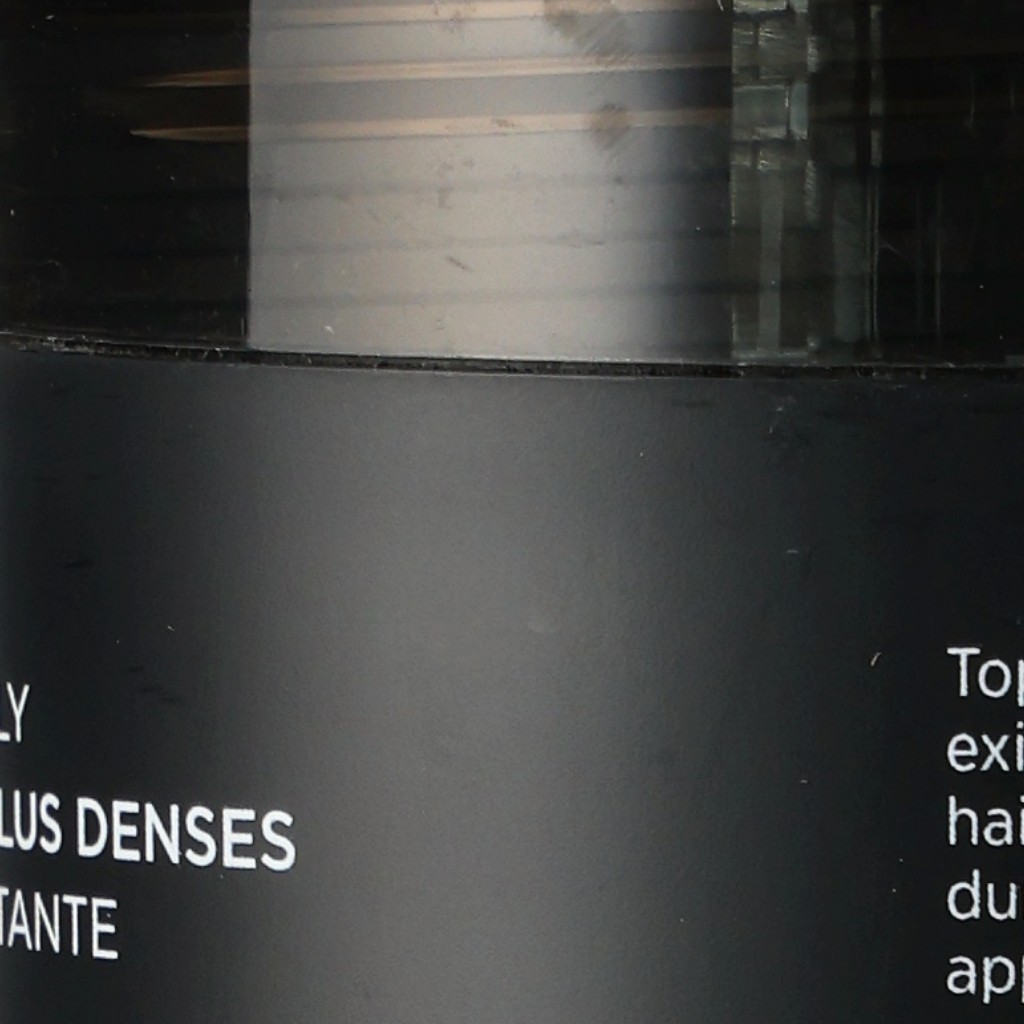 LY
LUS DENSES
TANTE
Top
exi
hai
du
app